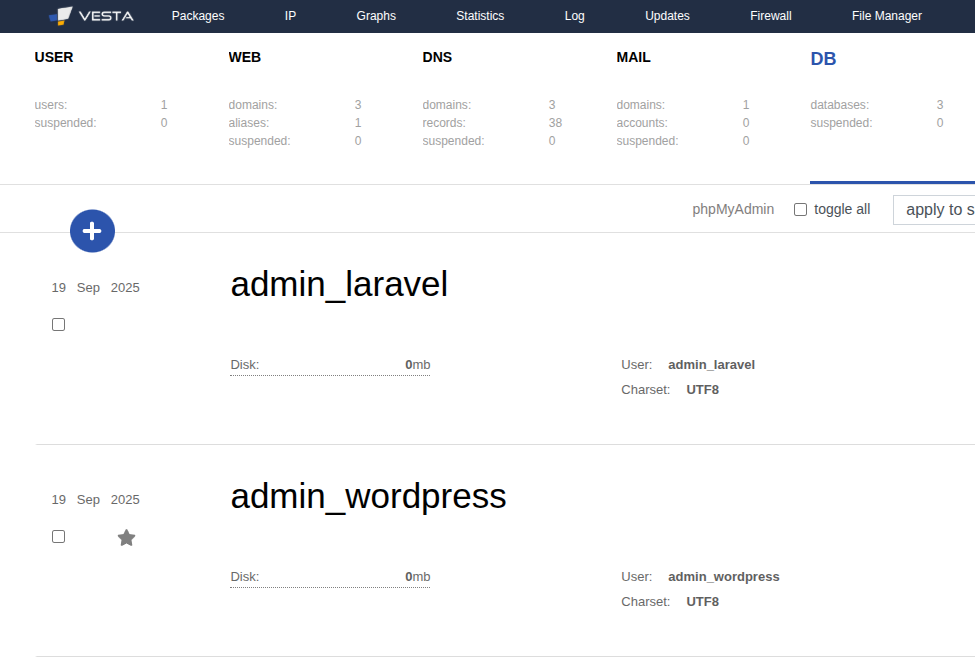 VESTA Packages IP Graphs Statistics Log Updates Firewall File Manager
USER WEB DNS MAIL DB
users: 1 domains: 3 domains: 3 domains: 1 databases: 3
suspended: 0 aliases: 1 records: 38 accounts: 0 suspended: 0
suspended: 0 suspended: 0 suspended: 0
phpMyAdmin toggle all apply to s
19 Sep 2025 admin_laravel
Disk: 0mb User: admin_laravel
Charset: UTF8
19 Sep 2025 admin_wordpress
Disk: 0mb User: admin_wordpress
Charset: UTF8